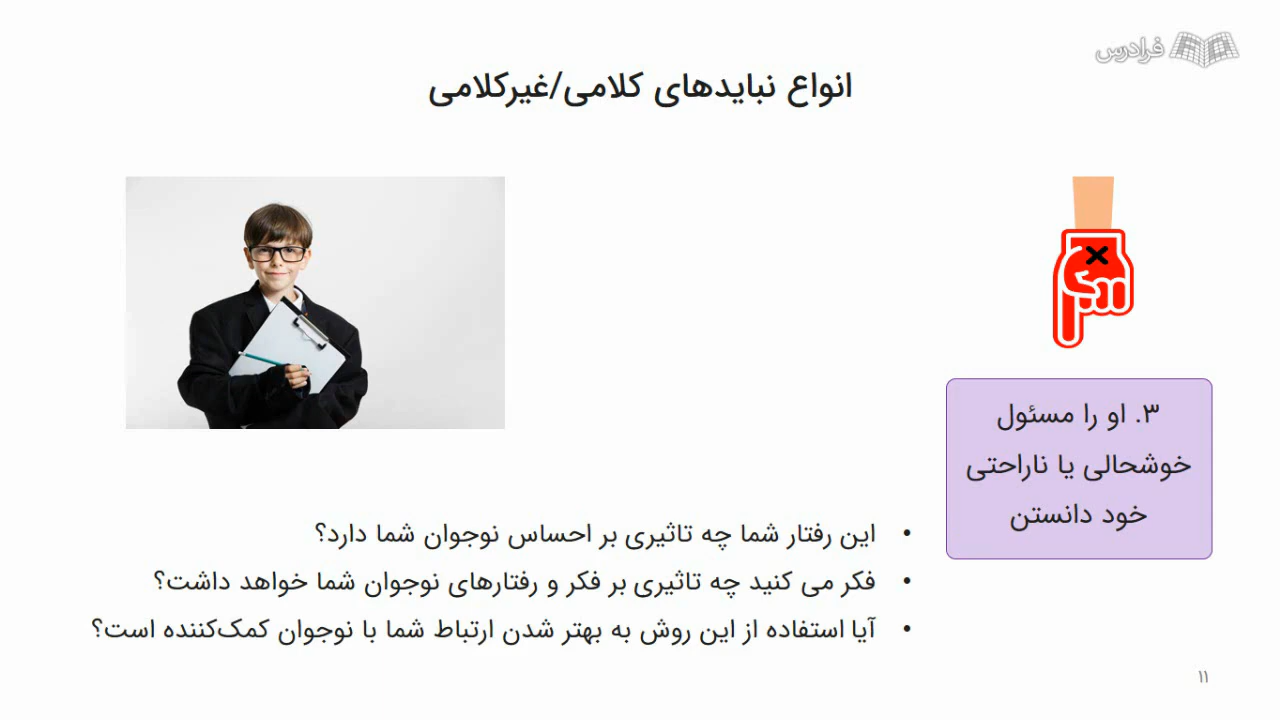 فرادرس
انواع نبایدهای کلامی/غیرکلامی
۳. او را مسئول
خوشحالی یا ناراحتی
خود دانستن
• این رفتار شما چه تاثیری بر احساس نوجوان شما دارد؟
• فکر می کنید چه تاثیری بر فکر و رفتارهای نوجوان شما خواهد داشت؟
• آیا استفاده از این روش به بهتر شدن ارتباط شما با نوجوان کمک‌کننده است؟
۱۱